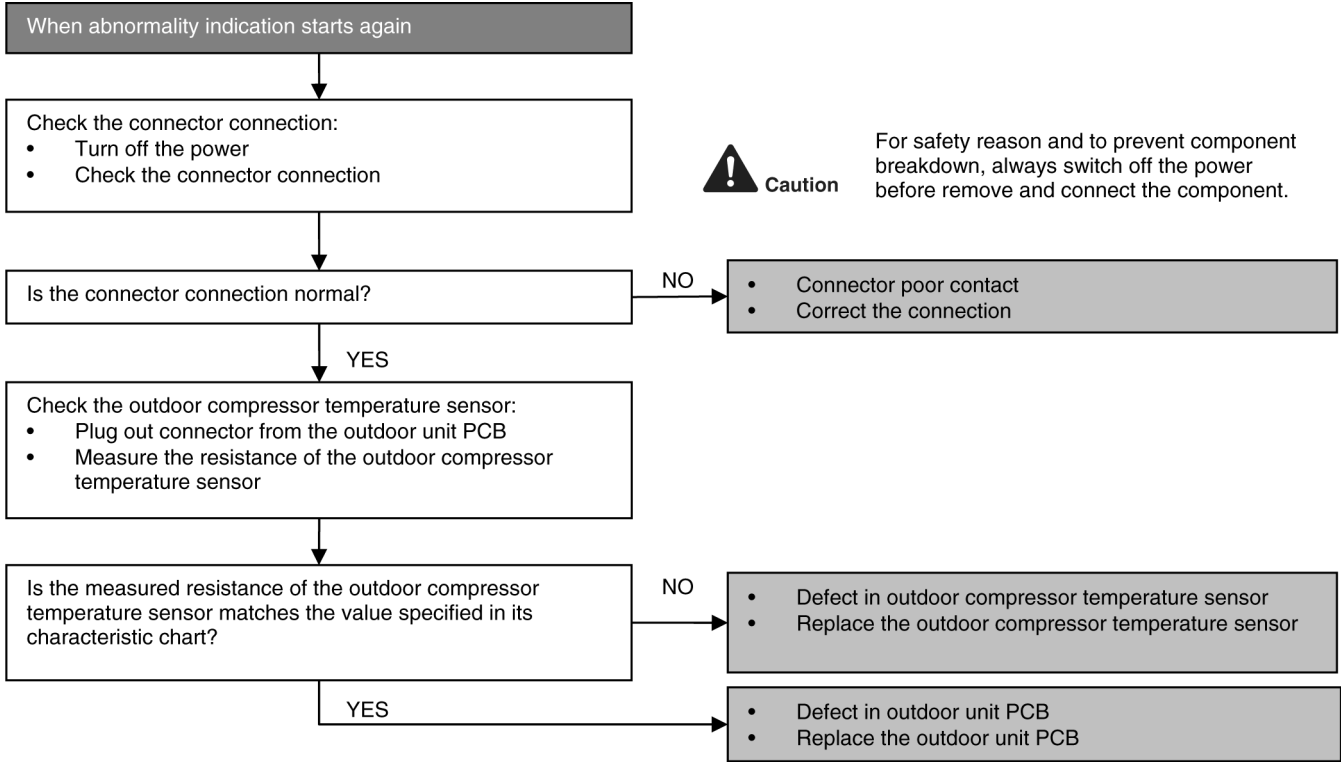 When abnormality indication starts again
Check the connector connection:
• Turn off the power
• Check the connector connection
For safety reason and to prevent component
breakdown, always switch off the power
before remove and connect the component.
Caution
Is the connector connection normal?
NO
• Connector poor contact
• Correct the connection
YES
Check the outdoor compressor temperature sensor:
• Plug out connector from the outdoor unit PCB
• Measure the resistance of the outdoor compressor
temperature sensor
Is the measured resistance of the outdoor compressor
temperature sensor matches the value specified in its
characteristic chart?
NO
• Defect in outdoor compressor temperature sensor
• Replace the outdoor compressor temperature sensor
YES
• Defect in outdoor unit PCB
• Replace the outdoor unit PCB